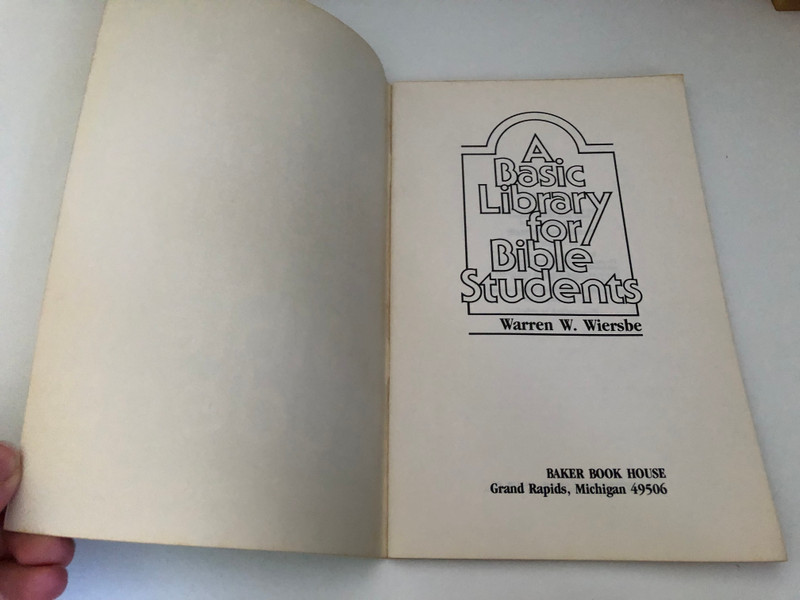 A
Basic
Library
for
Bible
Students
Warren W. Wiersbe
BAKER BOOK HOUSE
Grand Rapids, Michigan 49506